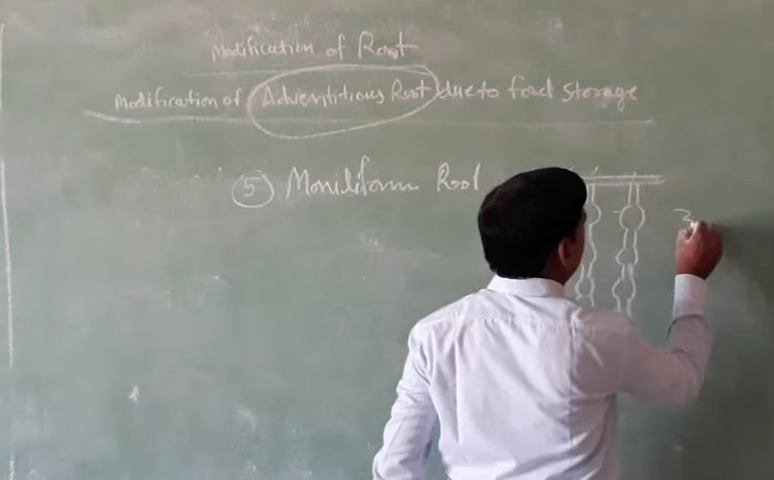 Modification of Root
Modification of Adventitious Root due to food Storage
5 Moniliform Root